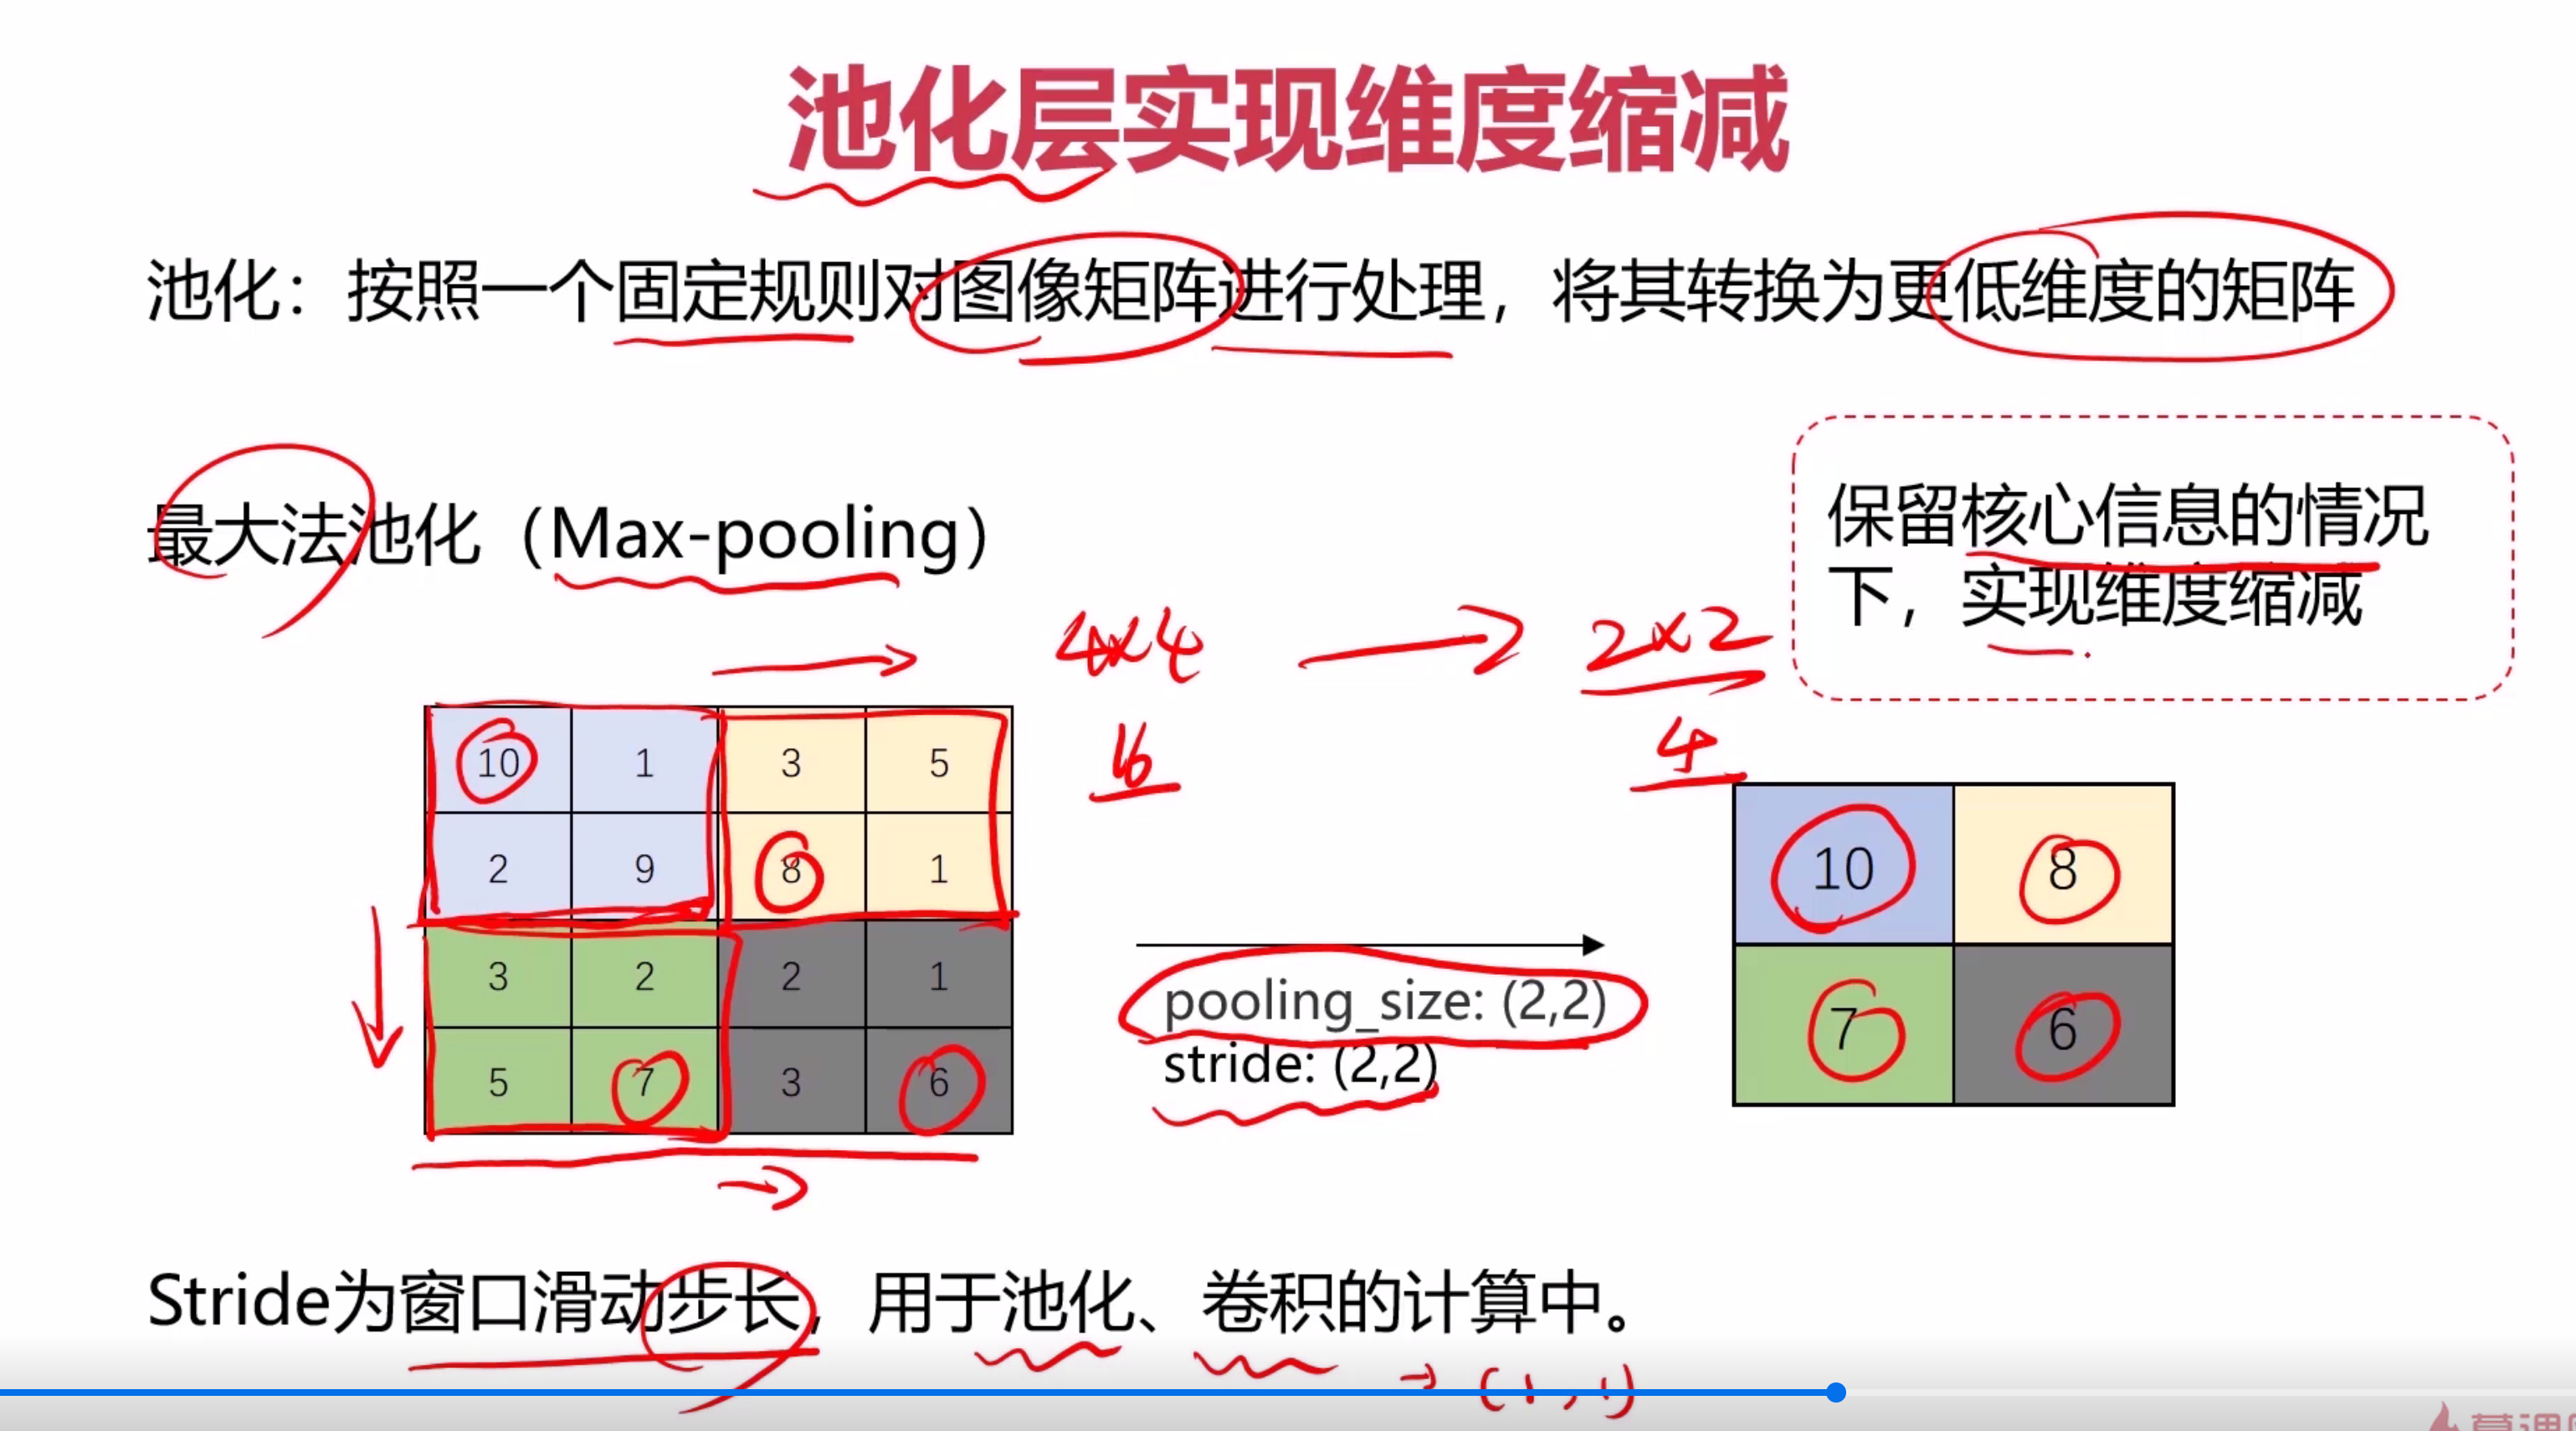 池化层实现维度缩减
池化：按照一个固定规则对图像矩阵进行处理，将其转换为更低维度的矩阵
最大法池化（Max-pooling）
保留核心信息的情况
下，实现维度缩减
4x4 → 2x2
16 4
10 1 3 5
2 9 8 1
3 2 2 1
5 7 3 6
pooling_size: (2,2)
stride: (2,2)
10 8
7 6
Stride为窗口滑动步长，用于池化、卷积的计算中。
→ (1,1)